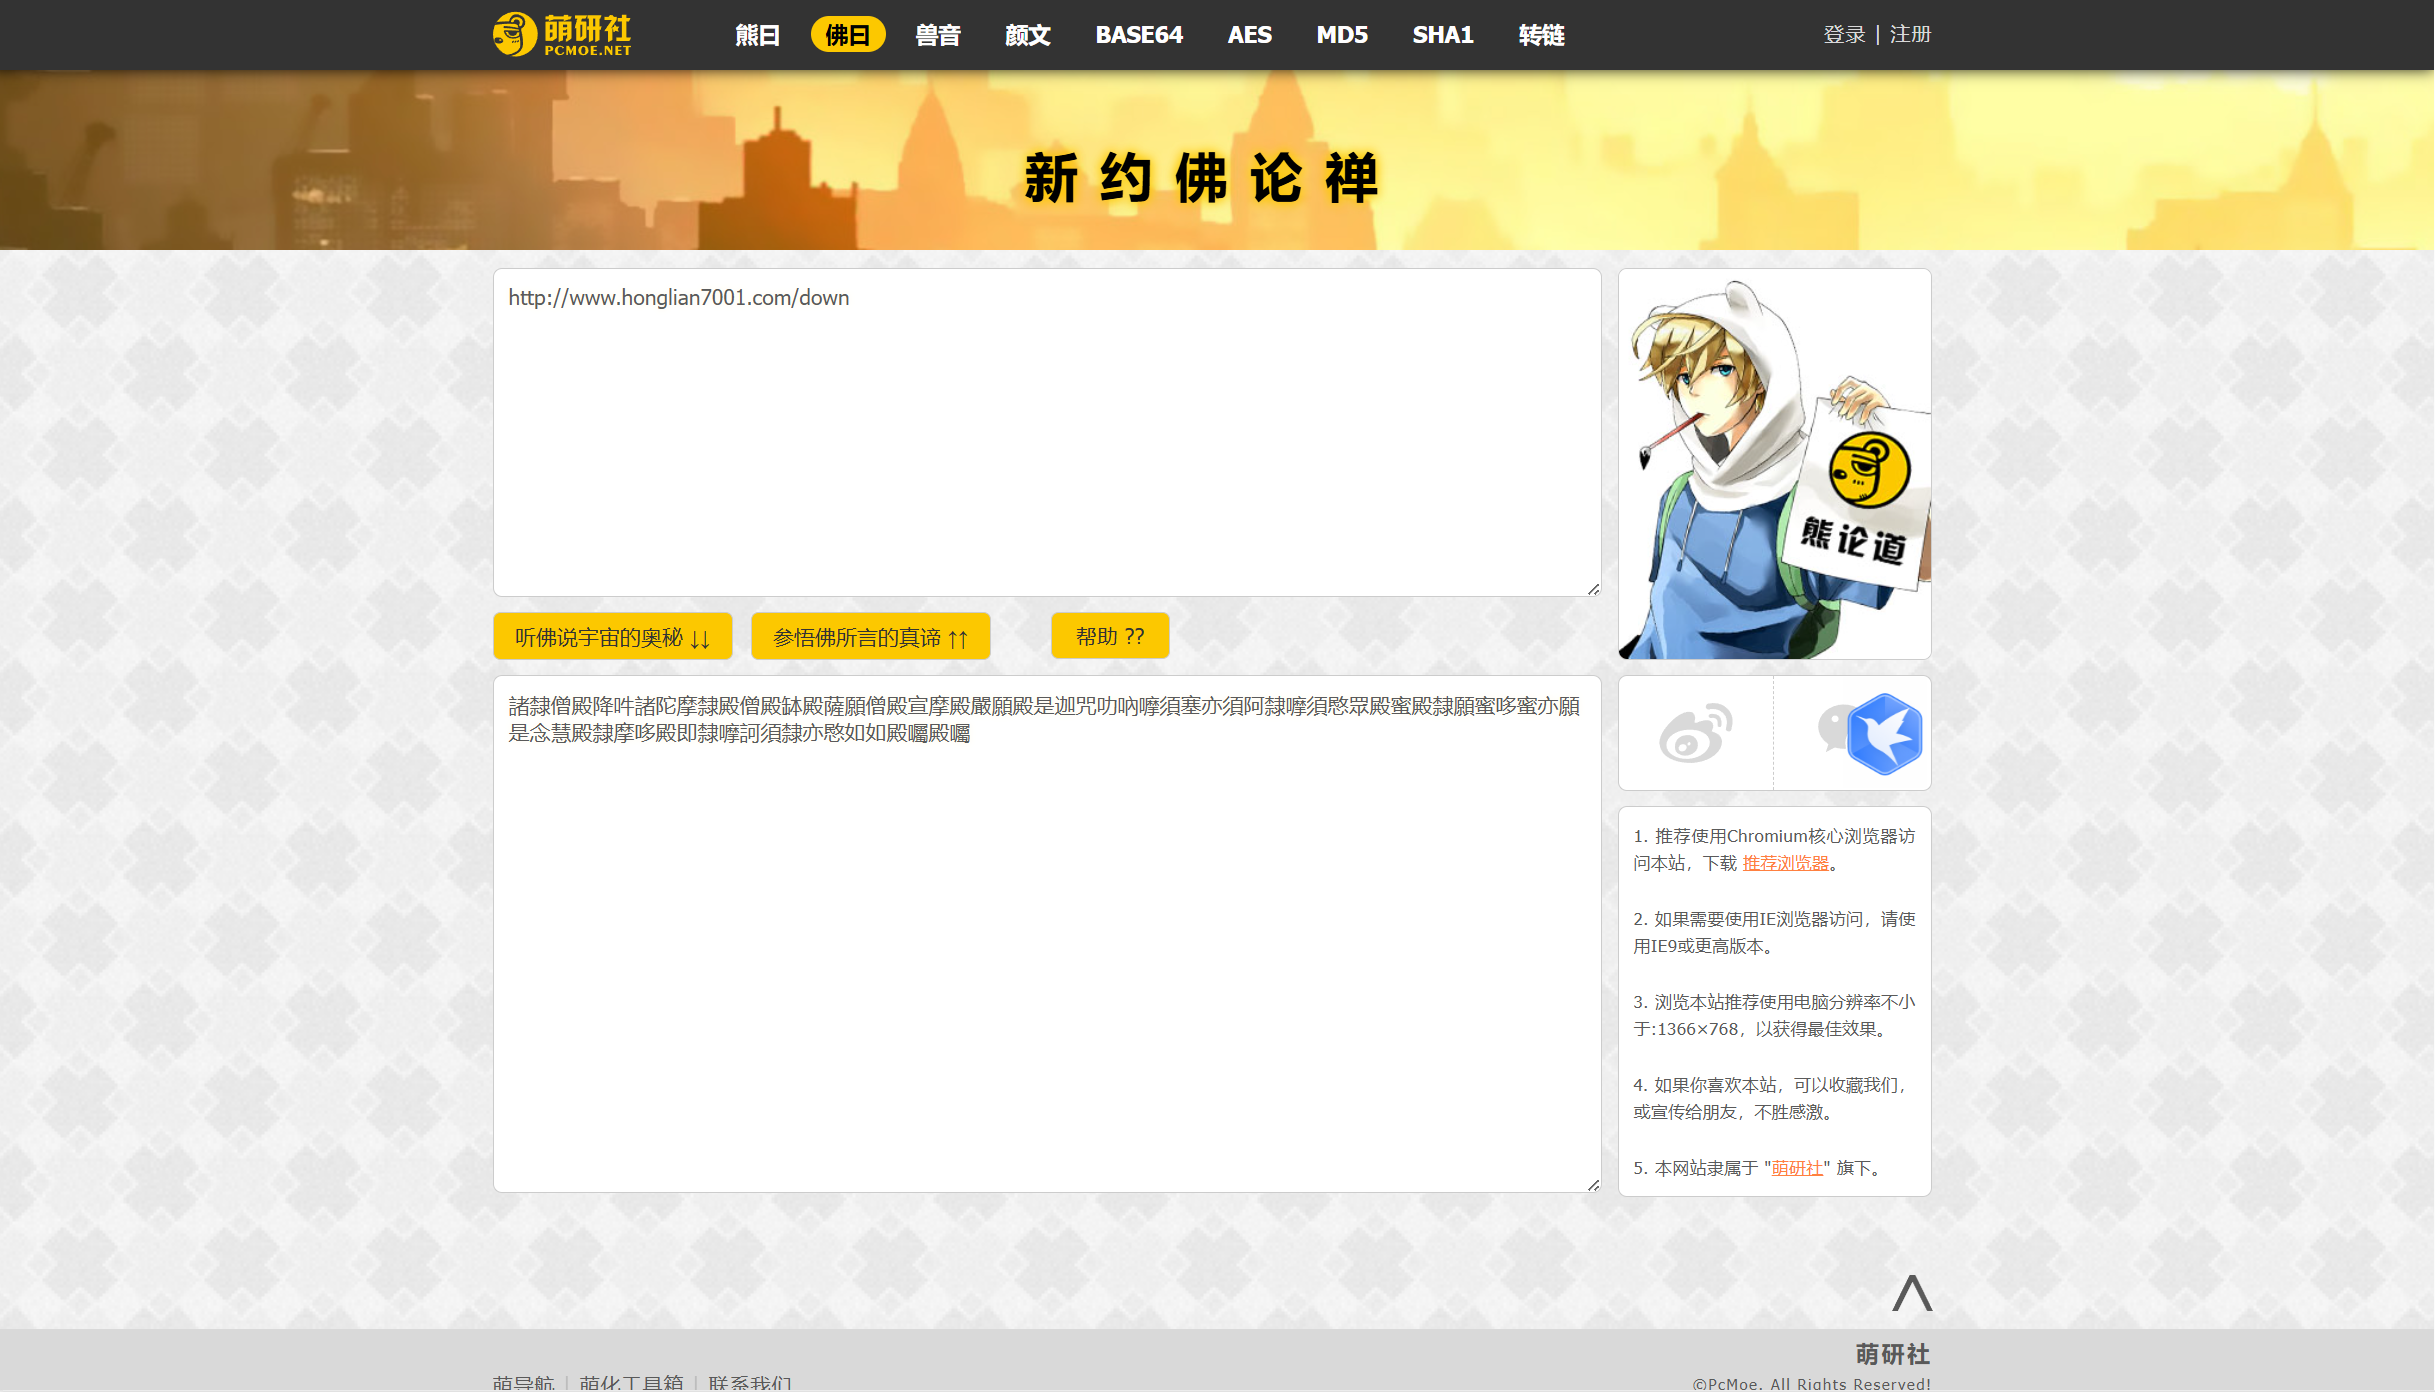 萌研社
PCMOE.NET
熊曰 佛曰 兽音 颜文 BASE64 AES MD5 SHA1 转链
登录 | 注册
新约佛论禅
http://www.honglian7001.com/down
熊论道
听佛说宇宙的奥秘 ↓↓
参悟佛所言的真谛 ↑↑
帮助 ??
諸隸僧殿降吽諸陀摩隸殿僧殿缽殿薩願僧殿宣摩殿嚴願殿是迦咒叻吶嚤須塞亦須阿隸嚤須愍眾殿蜜殿隸願蜜哆蜜亦願
是念慧殿隸摩哆殿即隸嚤訶須隸亦愍如如殿囑殿囑
1. 推荐使用Chromium核心浏览器访
问本站，下载 推荐浏览器。
2. 如果需要使用IE浏览器访问，请使
用IE9或更高版本。
3. 浏览本站推荐使用电脑分辨率不小
于:1366×768，以获得最佳效果。
4. 如果你喜欢本站，可以收藏我们，
或宣传给朋友，不胜感激。
5. 本网站隶属于 "萌研社" 旗下。
萌研社
萌导航 | 萌化工具箱 | 联系我们
©PcMoe. All Rights Reserved!